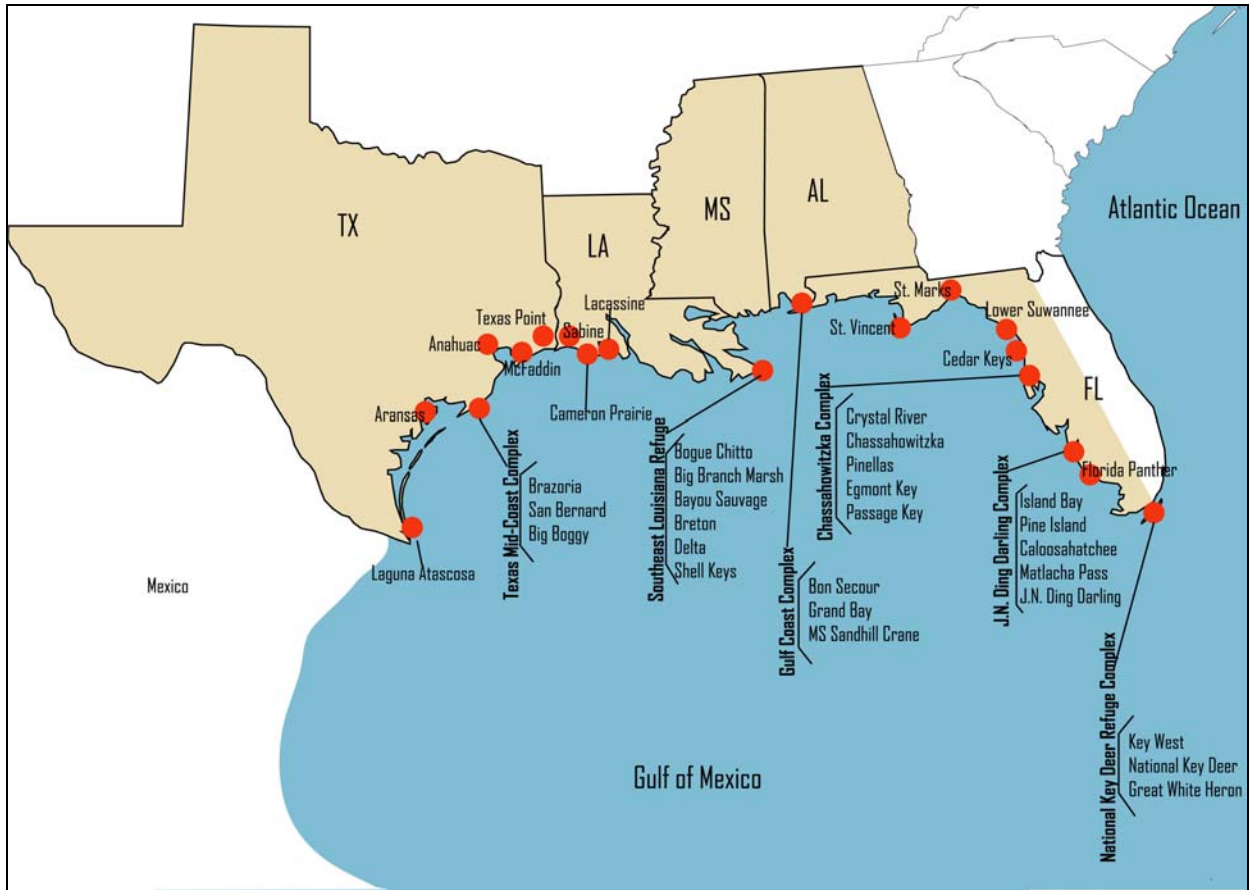 TX
LA
MS
AL
FL
Atlantic Ocean
Gulf of Mexico
Mexico
Anahuac
Texas Point
McFaddin
Sabine
Lacassine
Cameron Prairie
Aransas
Laguna Atascosa
St. Vincent
St. Marks
Lower Suwannee
Cedar Keys
Florida Panther
Texas Mid-Coast Complex
Brazoria
San Bernard
Big Boggy
Southeast Louisiana Refuge
Bogue Chitto
Big Branch Marsh
Bayou Sauvage
Breton
Delta
Shell Keys
Gulf Coast Complex
Bon Secour
Grand Bay
MS Sandhill Crane
Chassahowitzka Complex
Crystal River
Chassahowitzka
Pinellas
Egmont Key
Passage Key
J.N. Ding Darling Complex
Island Bay
Pine Island
Caloosahatchee
Matlacha Pass
J.N. Ding Darling
National Key Deer Refuge Complex
Key West
National Key Deer
Great White Heron